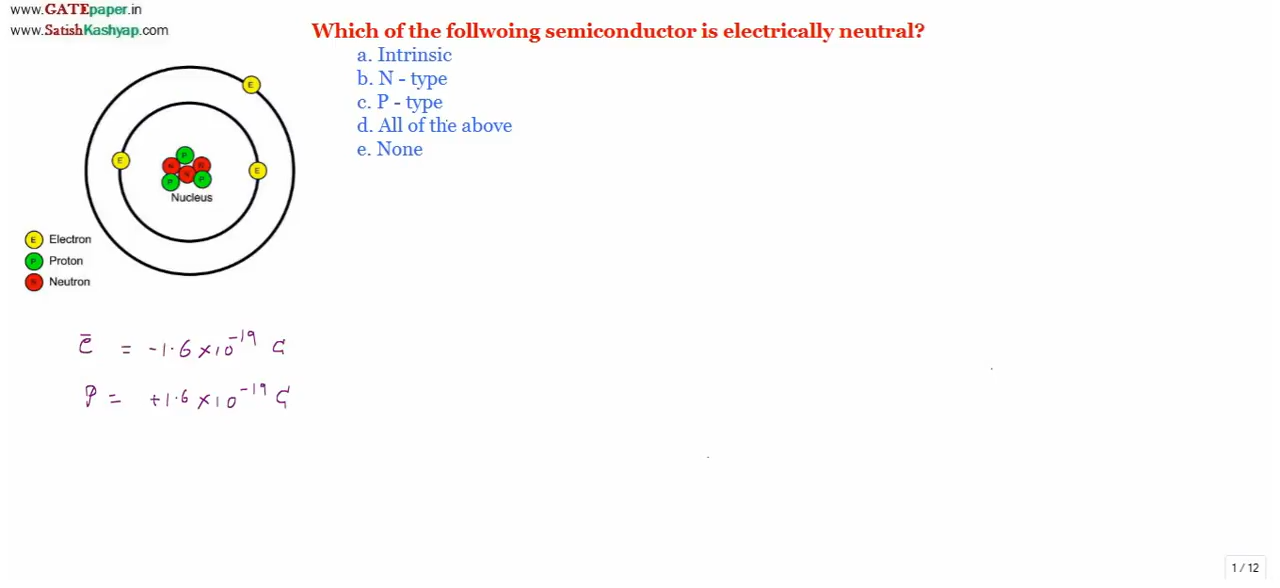 www.GATEpaper.in
www.SatishKashyap.com
Which of the follwoing semiconductor is electrically neutral?
a. Intrinsic
b. N - type
c. P - type
d. All of the above
e. None
E
E
E
P
N
N
N
P
P
Nucleus
E Electron
P Proton
N Neutron
e̅ = -1.6 × 10⁻¹⁹ C
P = +1.6 × 10⁻¹⁹ C
1 / 12